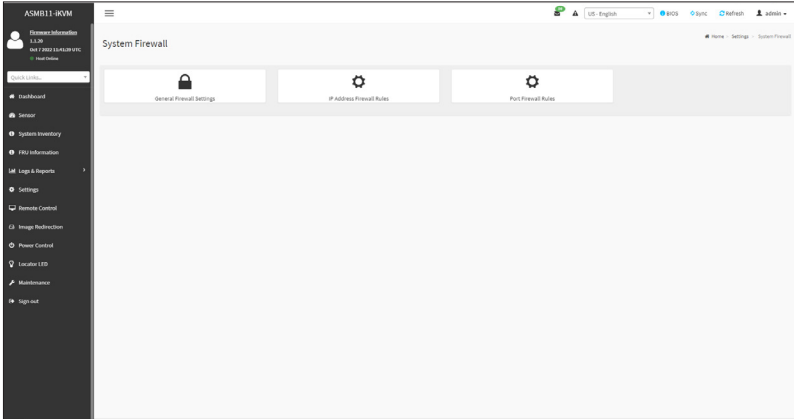 ASMB11-iKVM
Firmware Information
1.1.20
Oct 7 2022 11:41:20 UTC
Host Online
Quick Links...
Dashboard
Sensor
System Inventory
FRU Information
Logs & Reports
Settings
Remote Control
Image Redirection
Power Control
Locator LED
Maintenance
Sign out
US - English
BIOS
Sync
Refresh
admin
System Firewall
Home - Settings - System Firewall
General Firewall Settings
IP Address Firewall Rules
Port Firewall Rules